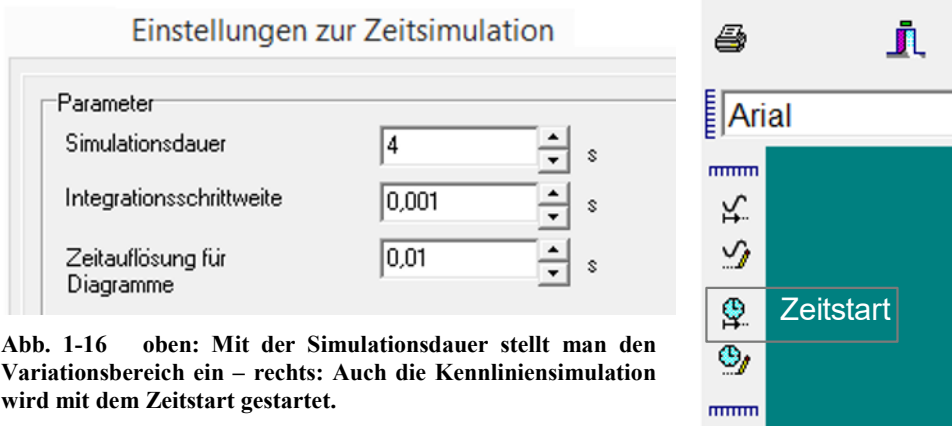 Einstellungen zur Zeitsimulation
Parameter
Simulationsdauer 4 s
Integrationsschrittweite 0,001 s
Zeitauflösung für
Diagramme 0,01 s
Abb. 1-16 oben: Mit der Simulationsdauer stellt man den
Variationsbereich ein – rechts: Auch die Kennliniensimulation
wird mit dem Zeitstart gestartet.
Arial
Zeitstart